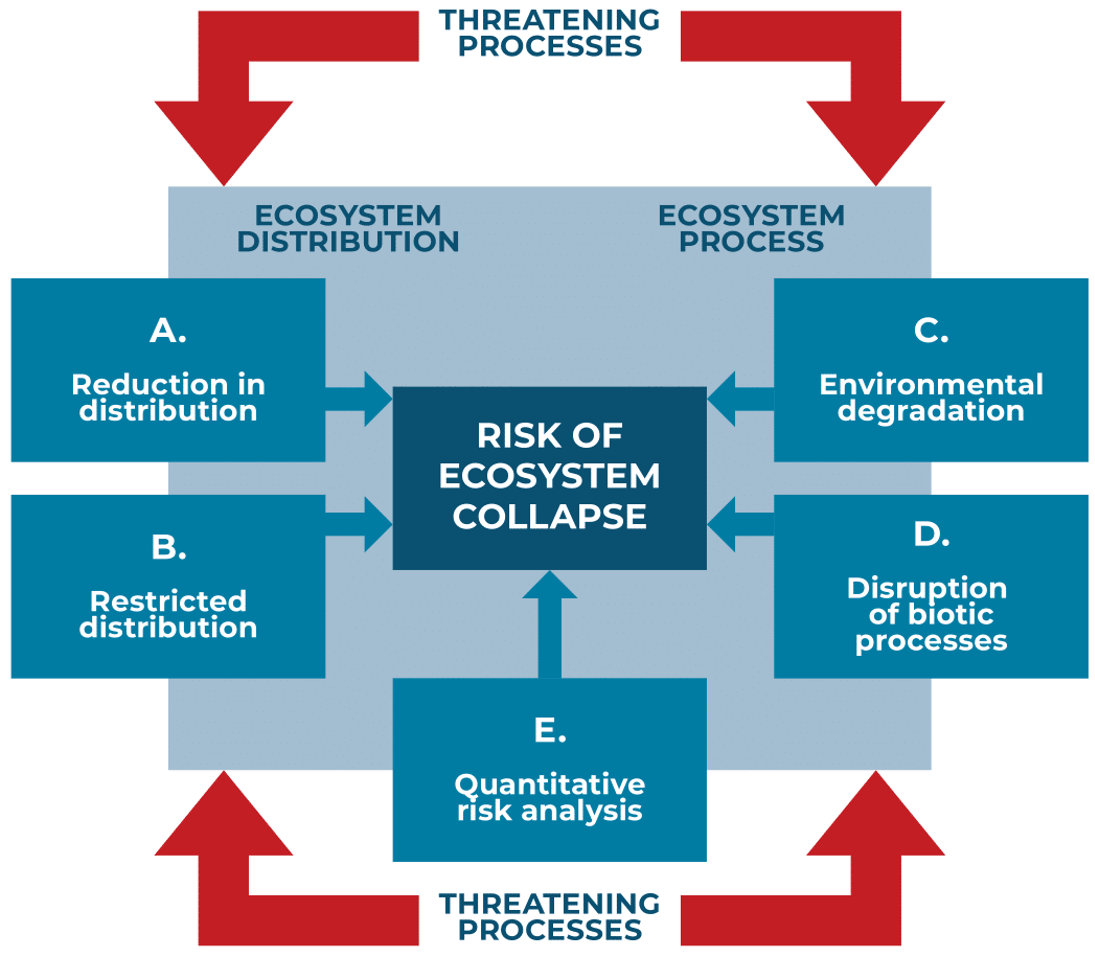 THREATENING
PROCESSES
ECOSYSTEM
DISTRIBUTION
ECOSYSTEM
PROCESS
A.
Reduction in
distribution
C.
Environmental
degradation
RISK OF
ECOSYSTEM
COLLAPSE
B.
Restricted
distribution
D.
Disruption
of biotic
processes
E.
Quantitative
risk analysis
THREATENING
PROCESSES